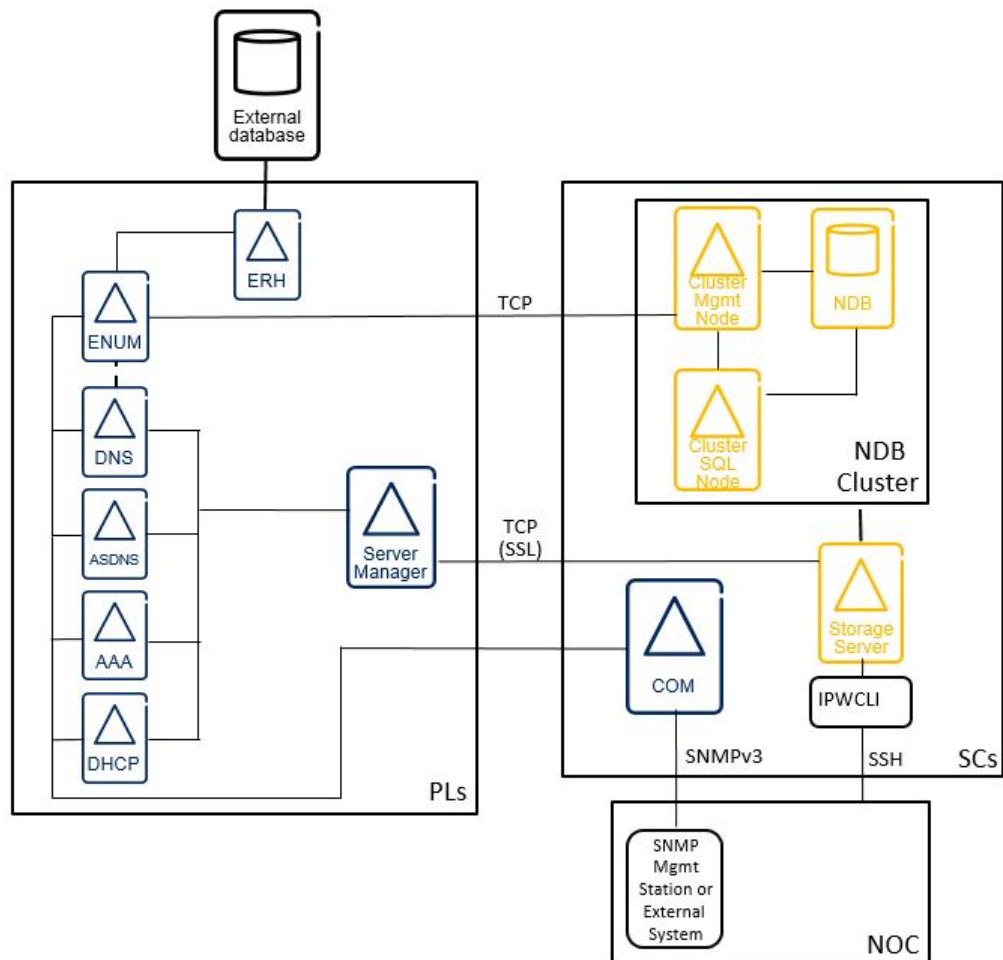 External
database
ERH
ENUM
TCP
Cluster
Mgmt
Node
NDB
DNS
Cluster
SQL
Node
NDB
Cluster
ASDNS
Server
Manager
TCP
(SSL)
Storage
Server
AAA
COM
IPWCLI
DHCP
SNMPv3
SSH
SCs
PLs
SNMP
Mgmt
Station or
External
System
NOC